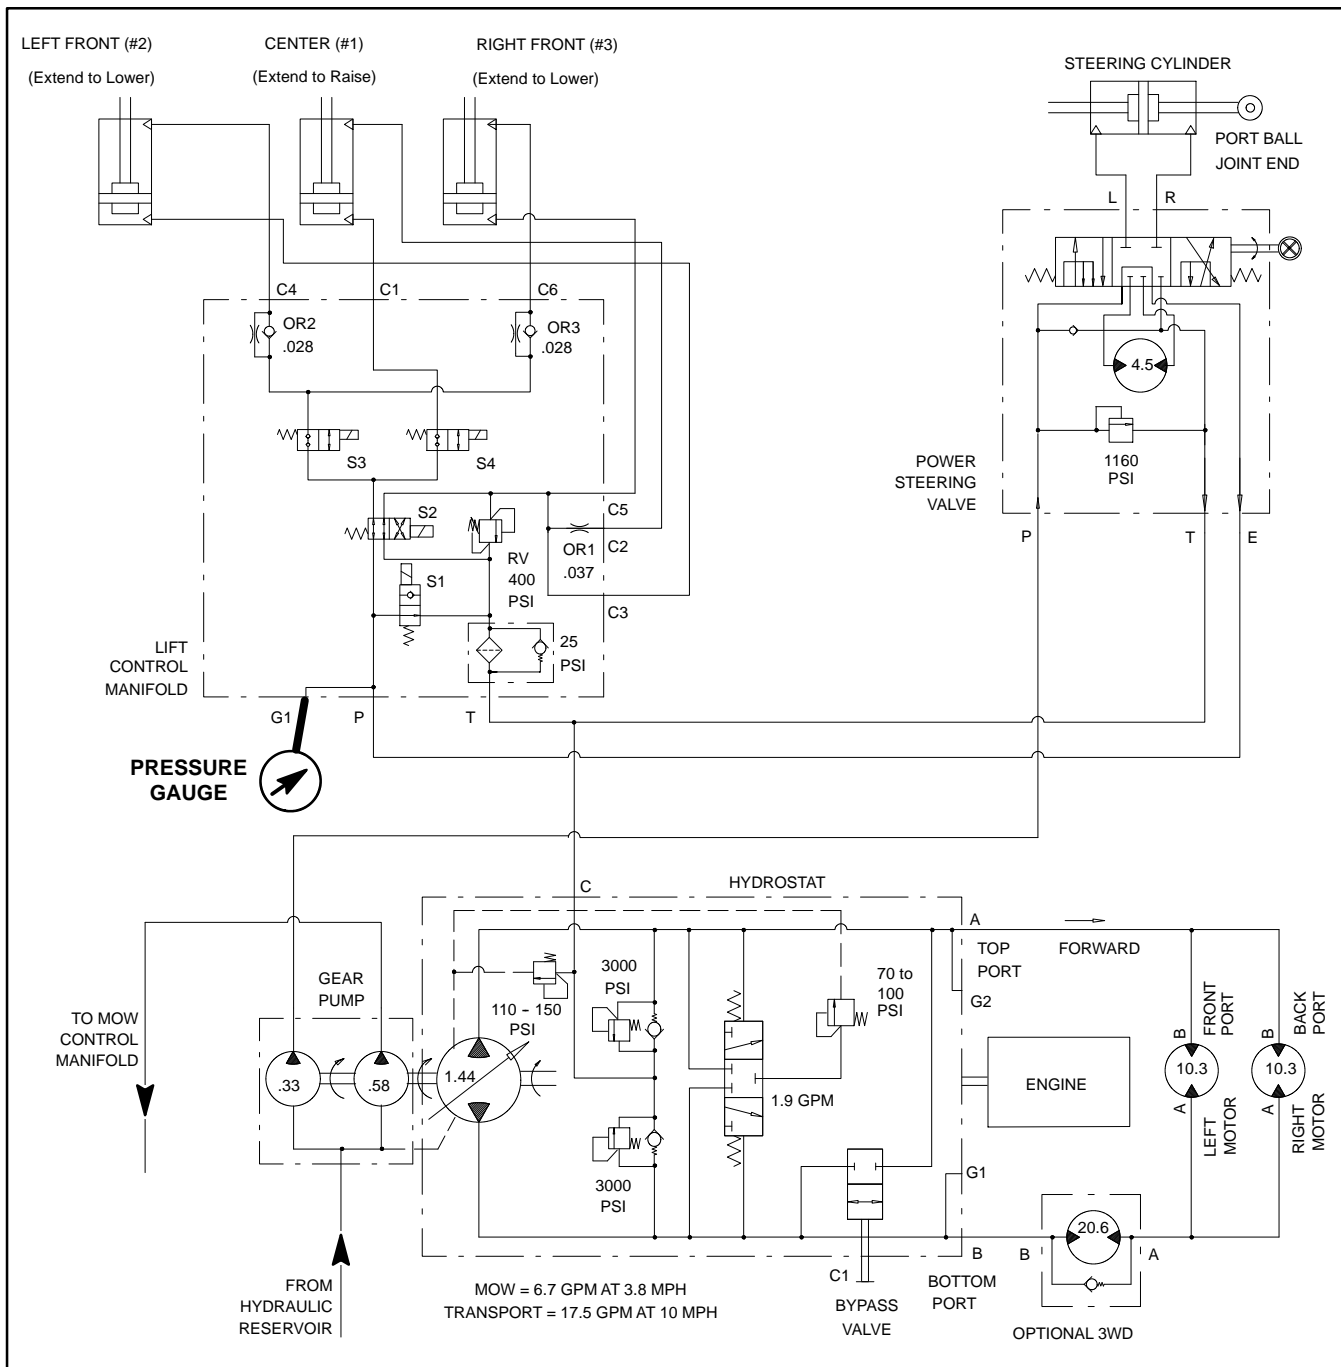 LEFT FRONT (#2)
(Extend to Lower)
CENTER (#1)
(Extend to Raise)
RIGHT FRONT (#3)
(Extend to Lower)
STEERING CYLINDER
PORT BALL
JOINT END
L
R
C4
C1
C6
OR2
.028
OR3
.028
4.5
S3
S4
1160
PSI
POWER
STEERING
VALVE
S2
C5
P
T
E
OR1
.037
C2
RV
400
PSI
S1
C3
LIFT
CONTROL
MANIFOLD
25
PSI
G1
P
T
PRESSURE
GAUGE
C
HYDROSTAT
A
TOP
PORT
FORWARD
GEAR
PUMP
3000
PSI
70 to
100
PSI
G2
110 - 150
PSI
TO MOW
CONTROL
MANIFOLD
.33
.58
1.44
1.9 GPM
ENGINE
B
FRONT
PORT
10.3
A
LEFT
MOTOR
B
BACK
PORT
10.3
A
RIGHT
MOTOR
3000
PSI
G1
20.6
B
B
A
C1
BOTTOM
PORT
FROM
HYDRAULIC
RESERVOIR
MOW = 6.7 GPM AT 3.8 MPH
TRANSPORT = 17.5 GPM AT 10 MPH
BYPASS
VALVE
OPTIONAL 3WD